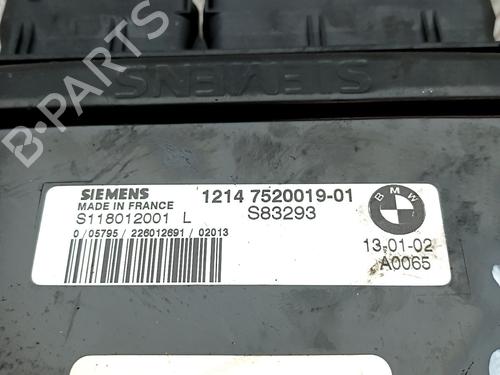 SIEMENS
SIEMENS
MADE IN FRANCE
S118012001 L
1214 7520019-01
S83293
BMW
0 / 05795 / 226012691 / 02013
13-01-02
A0065
B-PARTS